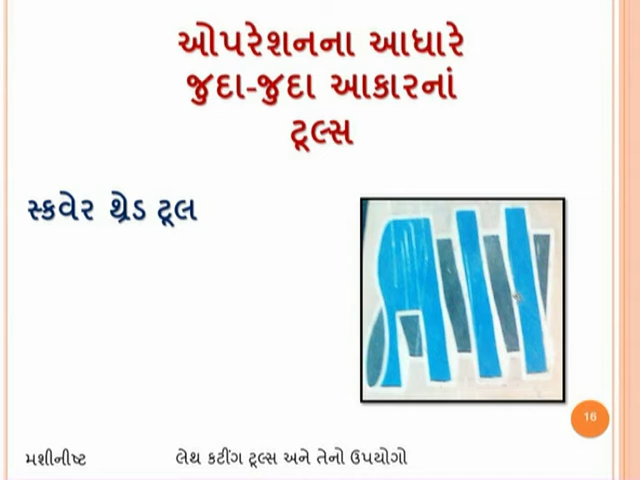 ઓપરેશનના આધારે
જુદા-જુદા આકારનાં
ટૂલ્સ
સ્કવેર થ્રેડ ટૂલ
16
મશીનીષ્ટ
લેથ કટીંગ ટૂલ્સ અને તેનો ઉપયોગો